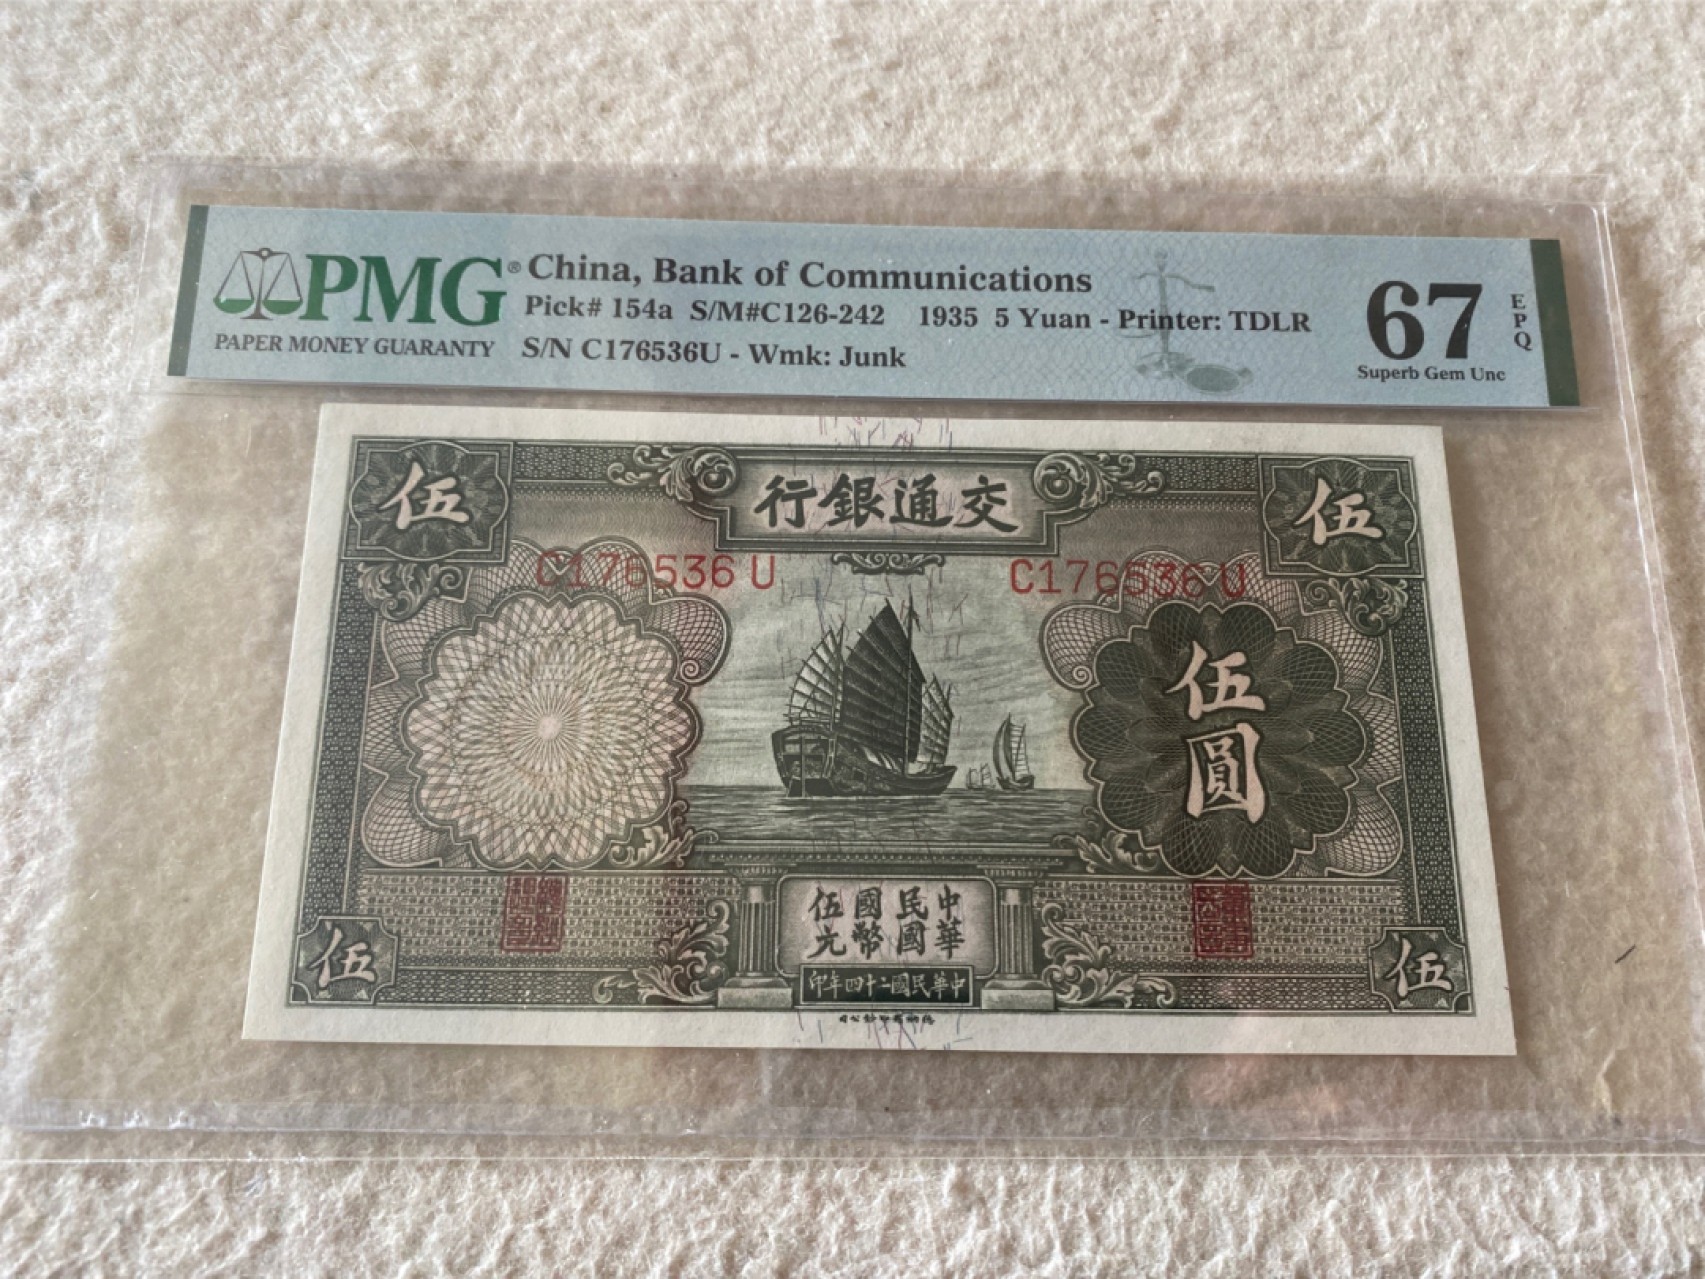 PMG® China, Bank of Communications
Pick# 154a S/M#C126-242 1935 5 Yuan - Printer: TDLR
PAPER MONEY GUARANTY S/N C176536U - Wmk: Junk
67 EPQ
Superb Gem Unc
伍 行銀通交 伍
C176536 U C176536 U
伍圓
中華民國國幣伍元
印年四十二國民華中
伍 伍